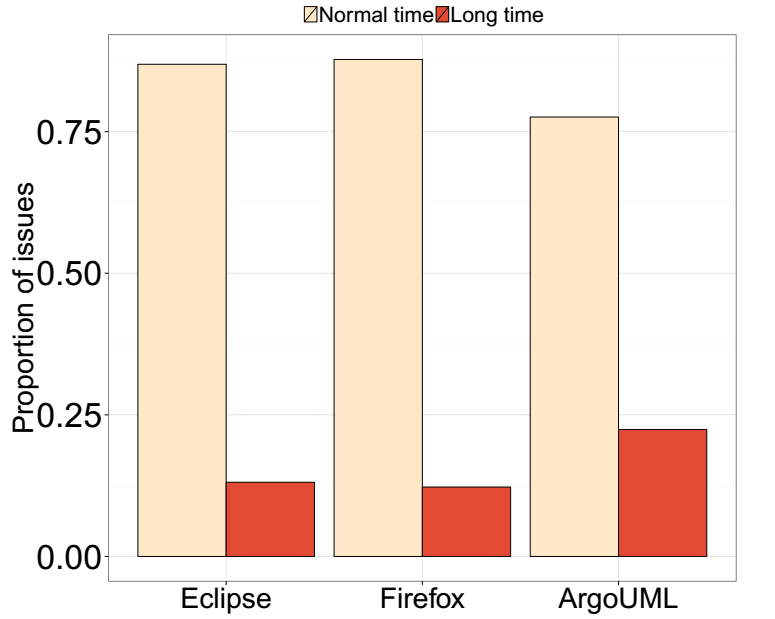 Normal time Long time
Proportion of issues
0.75
0.50
0.25
0.00
Eclipse Firefox ArgoUML